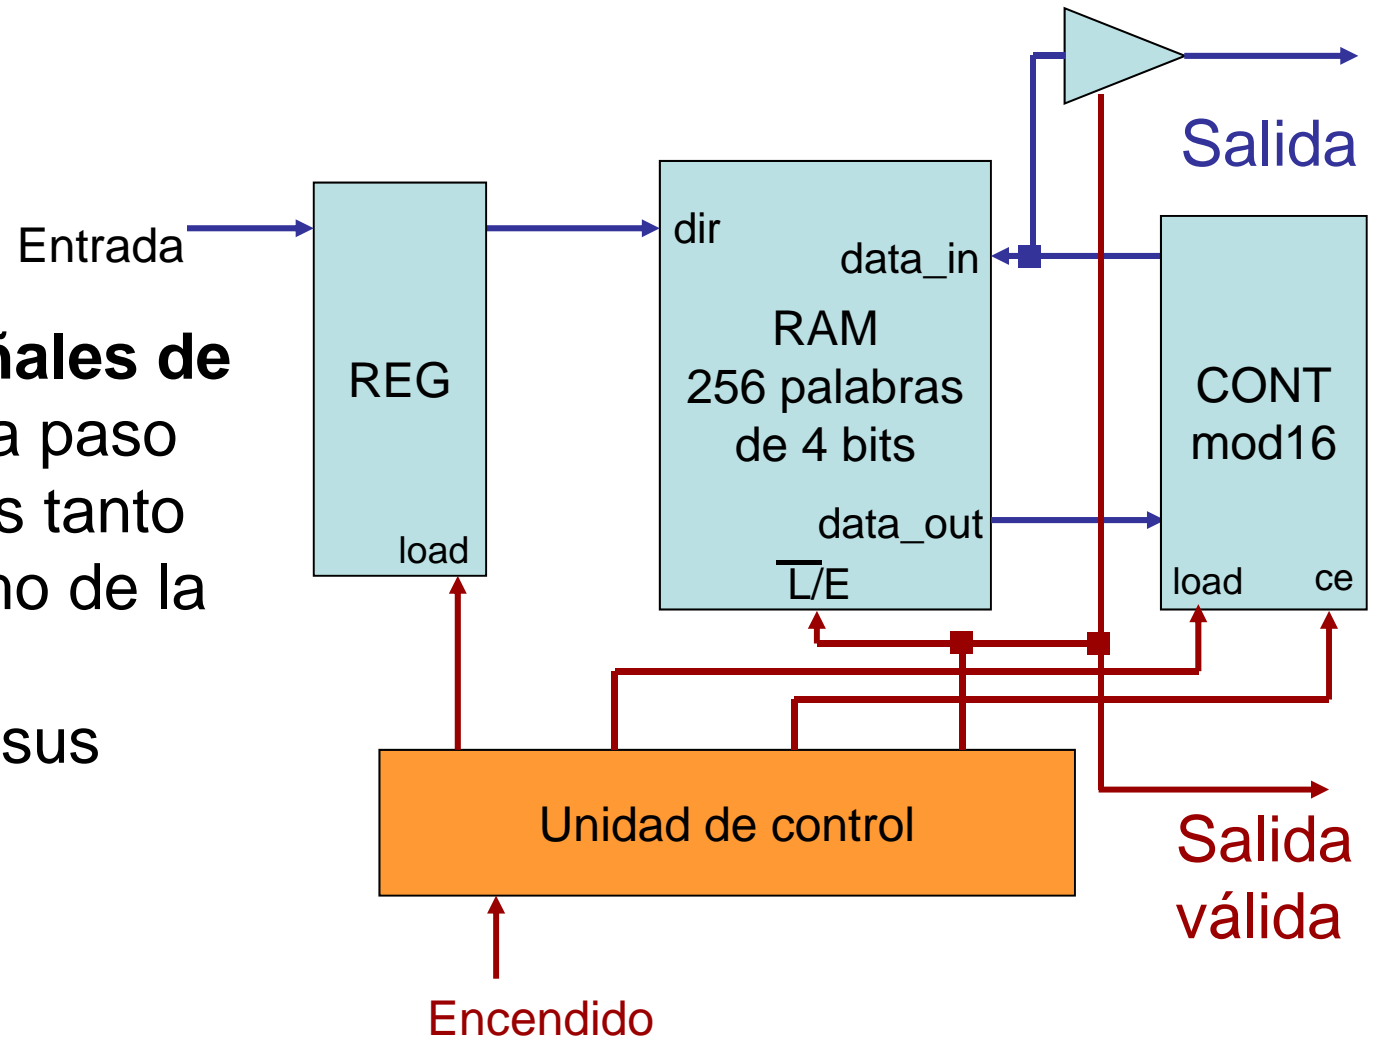 Salida
Entrada
dir
data_in
ñales de
a paso
s tanto
no de la
sus
REG
load
RAM
256 palabras
de 4 bits
data_out
L/E
CONT
mod16
load
ce
Unidad de control
Salida
válida
Encendido